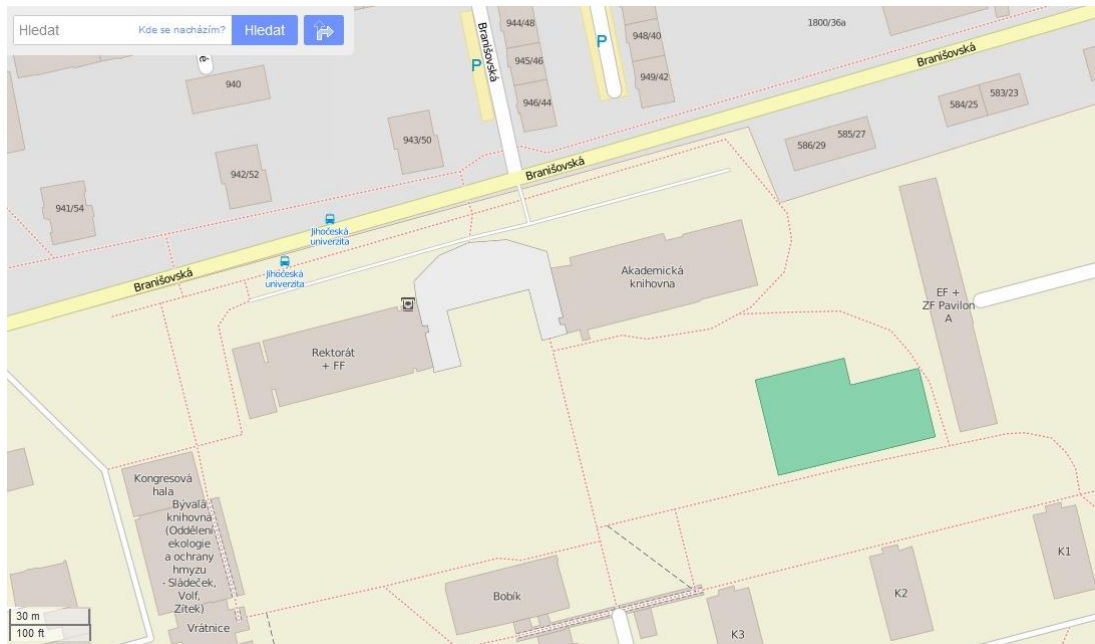 Hledat
Kde se nacházím?
Hledat
Branišovská
944/48
945/46
946/44
P
P
948/40
949/42
1800/36a
Branišovská
940
943/50
942/52
941/54
584/25
583/23
585/27
586/29
Branišovská
Jihočeská
univerzita
Jihočeská
univerzita
Branišovská
Akademická
knihovna
EF +
ZF Pavilon
A
Rektorát
+ FF
Kongresová
hala
Bývalá
knihovna
(Oddělení
ekologie
a ochrany
hmyzu
- Sládeček,
Volf,
Zítek)
Vrátnice
Bobík
K1
K2
K3
30 m
100 ft